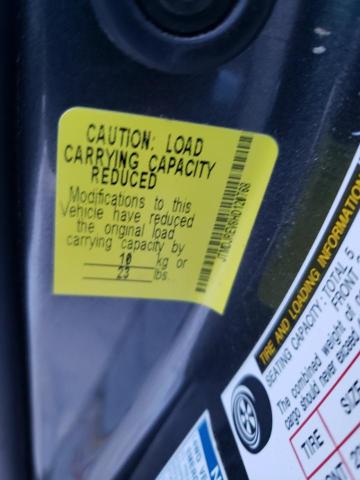 CAUTION: LOAD
CARRYING CAPACITY
REDUCED
Modifications to this
Vehicle have reduced
the original load
carrying capacity by
10 kg or
23 lbs.
TIRE AND LOADING INFORMATION
SEATING CAPACITY: TOTAL 5 FRONT 2
The combined weight of
cargo should never exceed
TIRE SIZE